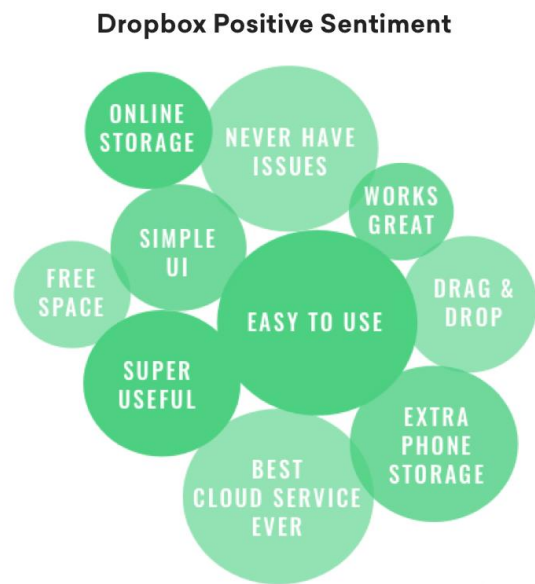 Dropbox Positive Sentiment
ONLINE
STORAGE
NEVER HAVE
ISSUES
WORKS
GREAT
SIMPLE
UI
FREE
SPACE
EASY TO USE
DRAG &
DROP
SUPER
USEFUL
EXTRA
PHONE
STORAGE
BEST
CLOUD SERVICE
EVER